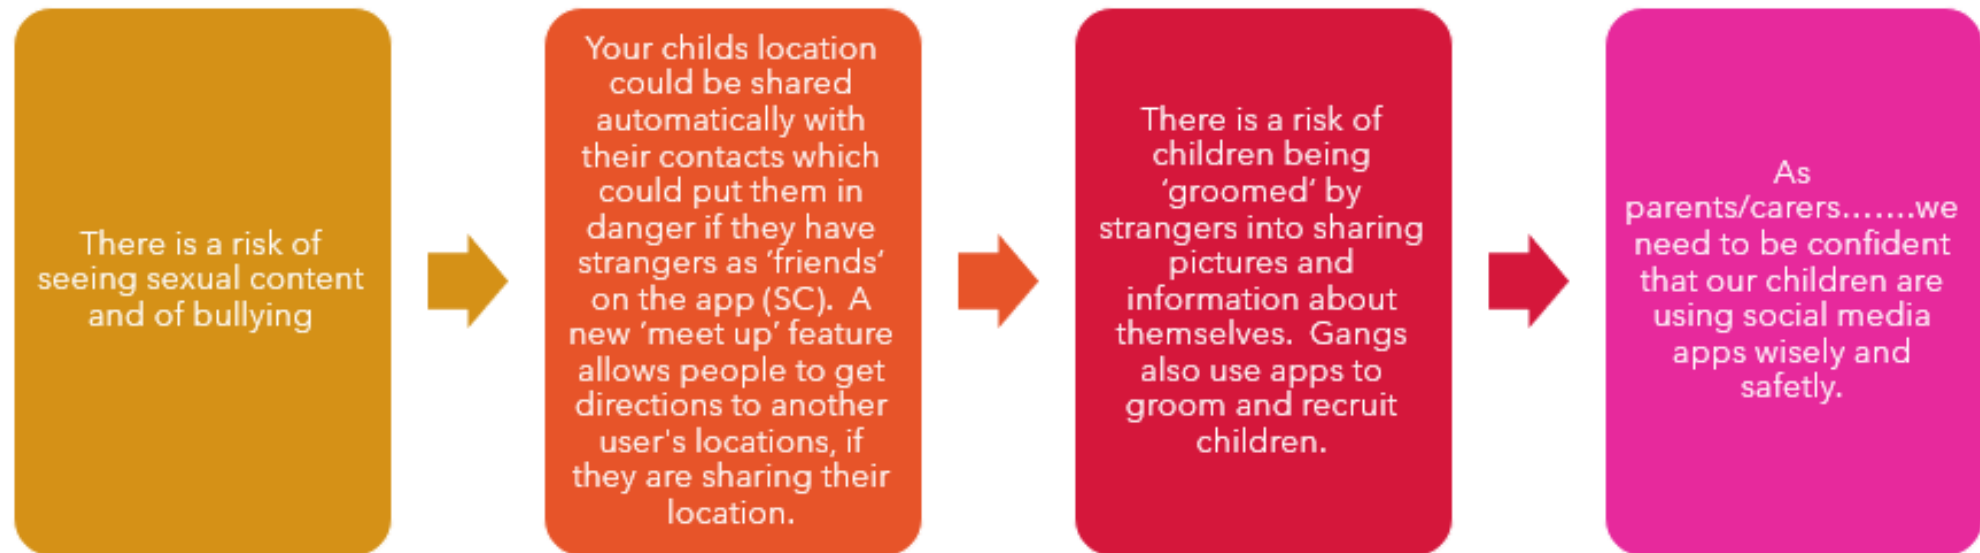 There is a risk of
seeing sexual content
and of bullying
Your childs location
could be shared
automatically with
their contacts which
could put them in
danger if they have
strangers as ‘friends’
on the app (SC).  A
new ‘meet up’ feature
allows people to get
directions to another
user's locations, if
they are sharing their
location.
There is a risk of
children being
‘groomed’ by
strangers into sharing
pictures and
information about
themselves.  Gangs
also use apps to
groom and recruit
children.
As
parents/carers…….we
need to be confident
that our children are
using social media
apps wisely and
safetly.